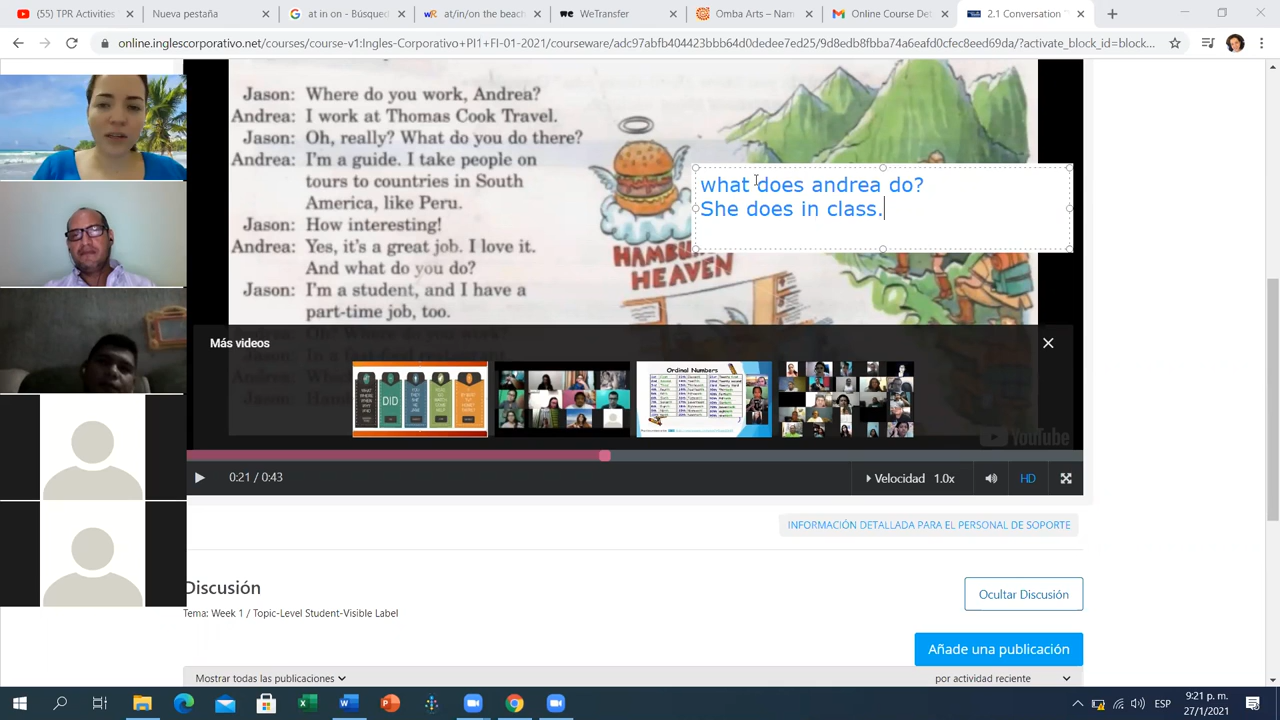 (55) TPR Activities
Nueva pestaña
at in on - Búsqued
at/in/on the beach
WeTransfer
Omba Arts – Nam
Online Course Det
2.1 Conversation
online.inglescorporativo.net/courses/course-v1:Ingles-Corporativo+PI1+FI-01-2021/courseware/adc97abfb404423bbb64d0dedee7ed25/9d8edb8fbba74a6eafd0cfec8eed69da/?activate_block_id=block...
Jason: Where do you work, Andrea?
Andrea: I work at Thomas Cook Travel.
Jason: Oh, really? What do you do there?
Andrea: I'm a guide. I take people on
tours to countries in South
America, like Peru.
Jason: How interesting!
Andrea: Yes, it's a great job. I love it.
And what do you do?
Jason: I'm a student, and I have a
part-time job, too.
what does andrea do?
She does in class.
HAMBU
HEAVEN
Más videos
DID
Ordinal Numbers
YouTube
0:21 / 0:43
Velocidad 1.0x
HD
INFORMACIÓN DETALLADA PARA EL PERSONAL DE SOPORTE
Discusión
Ocultar Discusión
Tema: Week 1 / Topic-Level Student-Visible Label
Añade una publicación
Mostrar todas las publicaciones
por actividad reciente
ESP
9:21 p. m.
27/1/2021